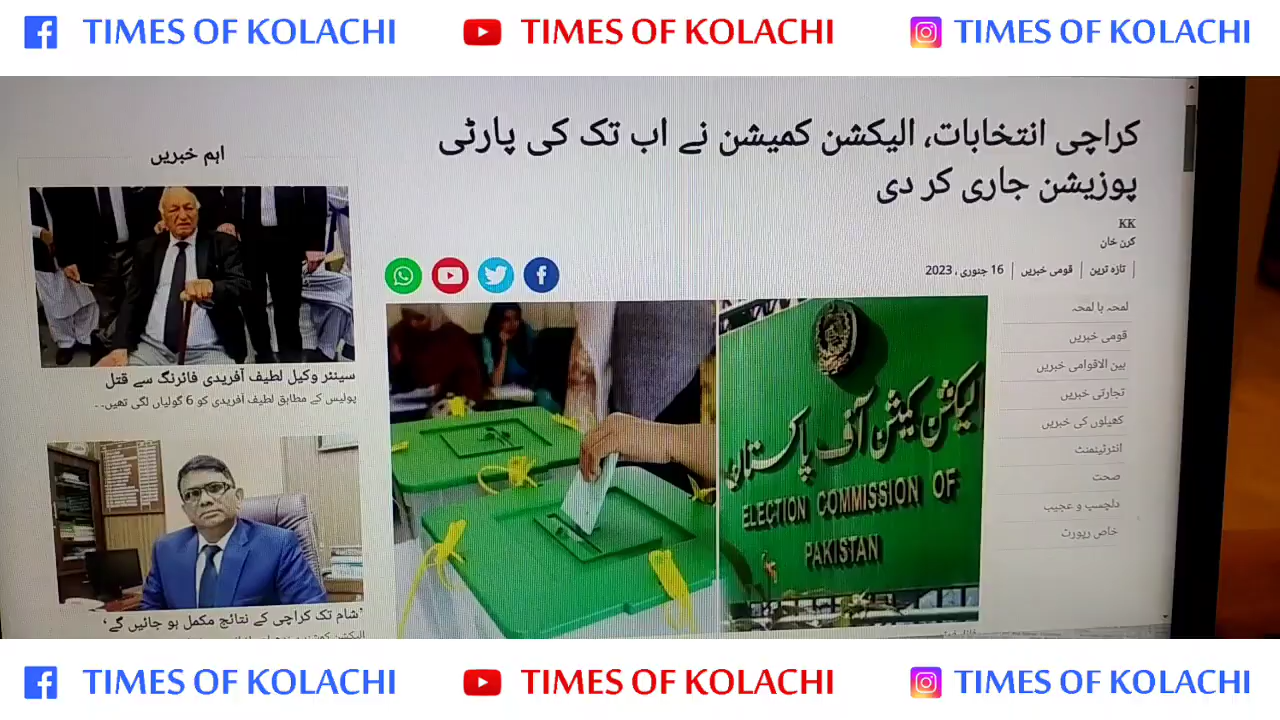 TIMES OF KOLACHI TIMES OF KOLACHI TIMES OF KOLACHI
کراچی انتخابات، الیکشن کمیشن نے اب تک کی پارٹی
پوزیشن جاری کر دی
KK
کرن خان
تازہ ترین | قومی خبریں | 16 جنوری ، 2023
لمحہ با لمحہ
قومی خبریں
بین الاقوامی خبریں
تجارتی خبریں
کھیلوں کی خبریں
انٹرٹینمنٹ
صحت
دلچسپ و عجیب
خاص رپورٹ
الیکشن کمیشن آف پاکستان
ELECTION COMMISSION OF
PAKISTAN
اہم خبریں
سینئر وکیل لطیف آفریدی فائرنگ سے قتل
پولیس کے مطابق لطیف آفریدی کو 6 گولیاں لگی تھیں۔۔
’شام تک کراچی کے نتائج مکمل ہو جائیں گے‘
TIMES OF KOLACHI TIMES OF KOLACHI TIMES OF KOLACHI